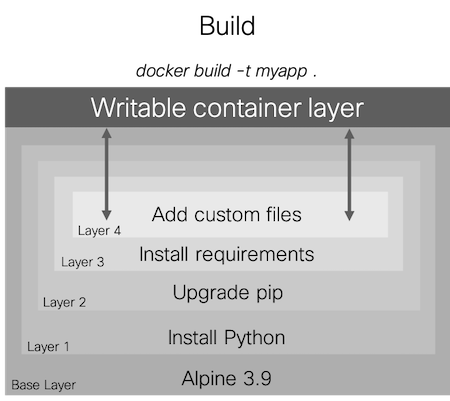 Build
docker build -t myapp .
Writable container layer
Add custom files
Layer 4
Install requirements
Layer 3
Upgrade pip
Layer 2
Install Python
Layer 1
Alpine 3.9
Base Layer